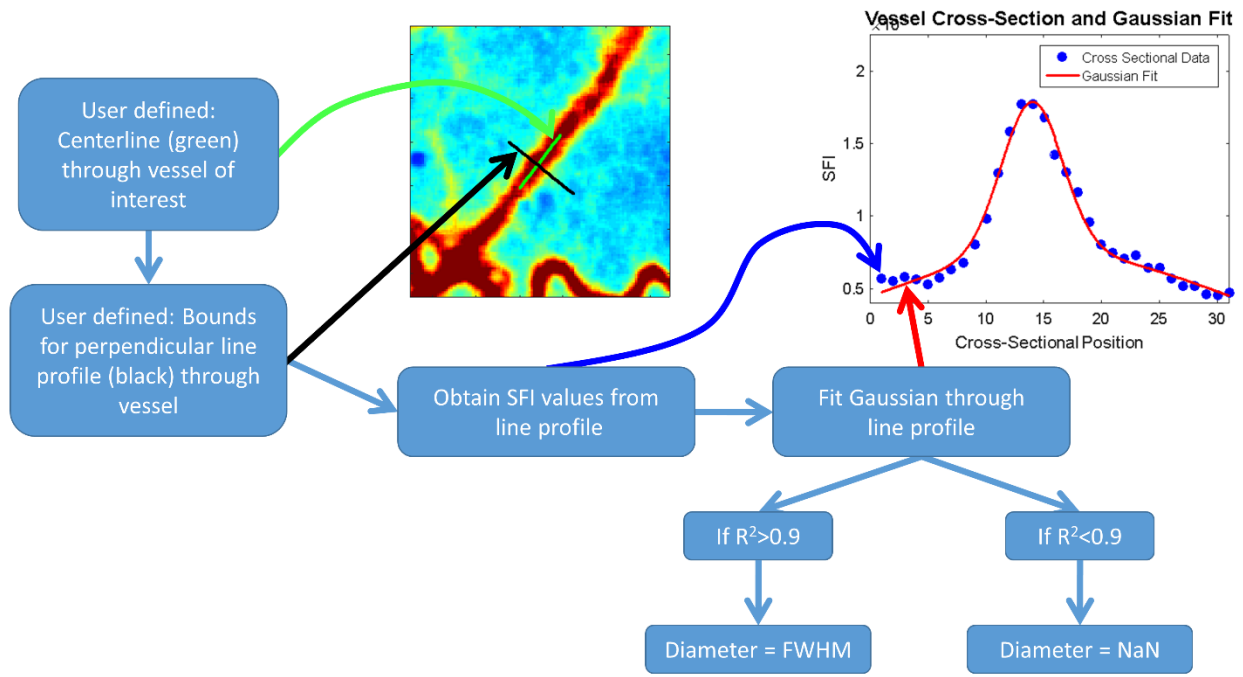 User defined:
Centerline (green)
through vessel of
interest
User defined: Bounds
for perpendicular line
profile (black) through
vessel
Obtain SFI values from
line profile
Fit Gaussian through
line profile
If R²>0.9
If R²<0.9
Diameter = FWHM
Diameter = NaN
Vessel Cross-Section and Gaussian Fit
Cross Sectional Data
Gaussian Fit
SFI
2
1.5
1
0.5
0
5
10
15
20
25
30
Cross-Sectional Position